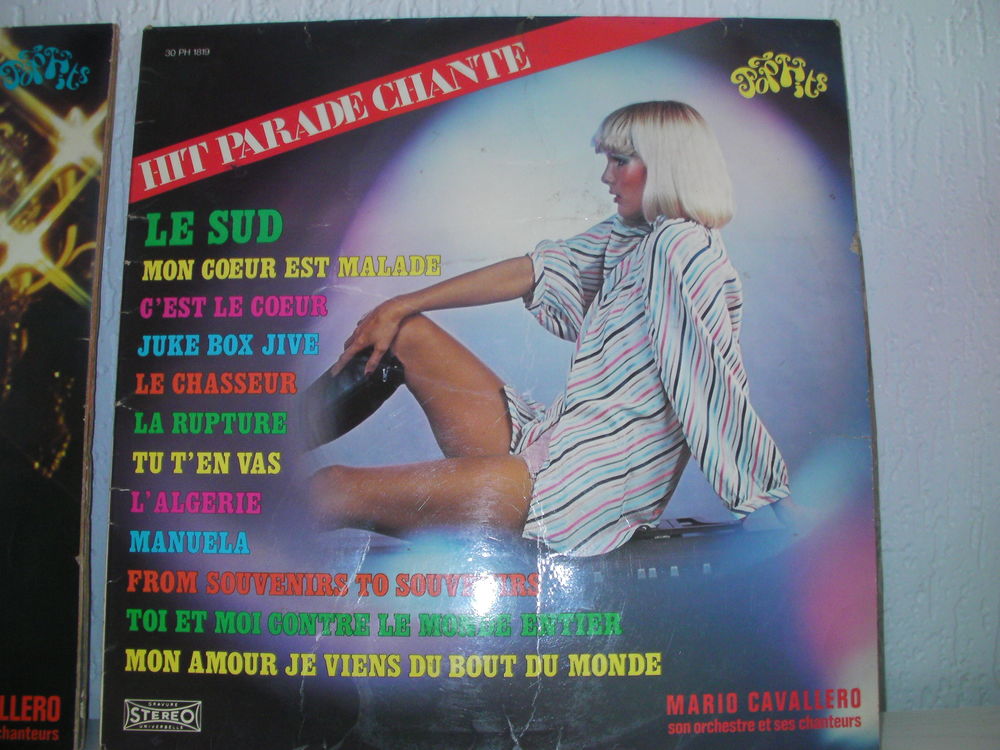 30 PH 1819
HIT PARADE CHANTE
Pop Hits
Pop Hits
LE SUD
MON COEUR EST MALADE
C'EST LE COEUR
JUKE BOX JIVE
LE CHASSEUR
LA RUPTURE
TU T'EN VAS
L'ALGERIE
MANUELA
FROM SOUVENIRS TO SOUVENIRS
TOI ET MOI CONTRE LE MONDE ENTIER
MON AMOUR JE VIENS DU BOUT DU MONDE
GRAVURE
STEREO
UNIVERSELLE
MARIO CAVALLERO
son orchestre et ses chanteurs
LLERO
chanteurs